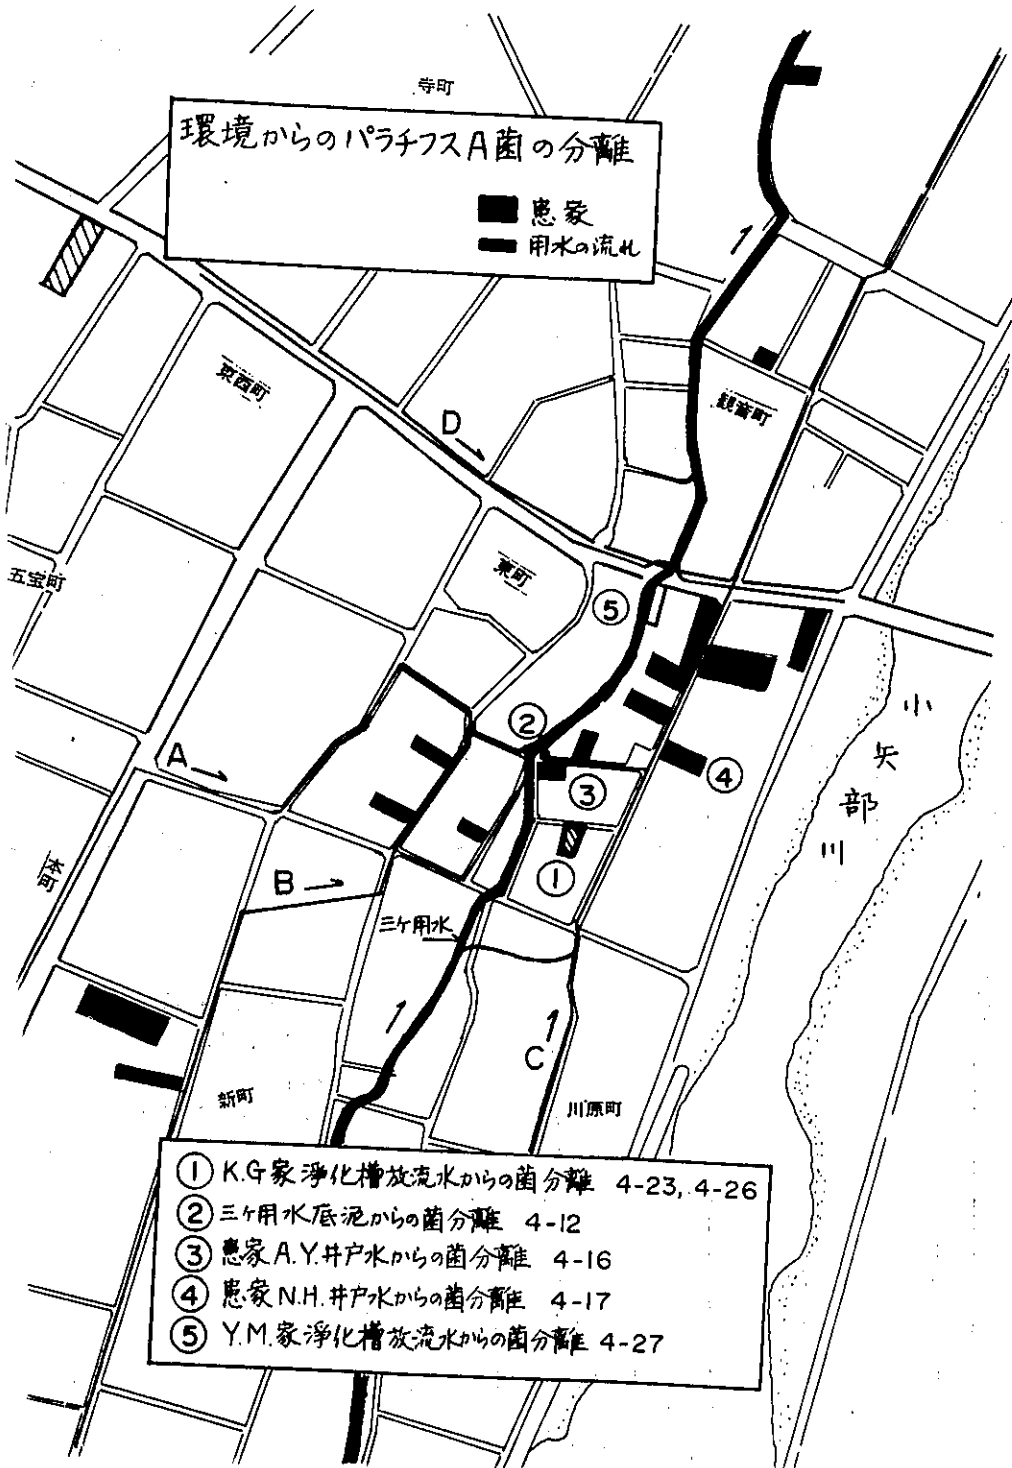 寺町
環境からのパラチフスA菌の分離
患家
用水の流れ
東西町
観音町
D
東町
五宝町
⑤
小矢部川
②
A
④
③
本町
B
①
三ケ用水
C
新町
川原町
① K.G家浄化槽放流水からの菌分離 4-23, 4-26
② 三ケ用水底泥からの菌分離 4-12
③ 患家A.Y.井戸水からの菌分離 4-16
④ 患家N.H.井戸水からの菌分離 4-17
⑤ Y.M.家浄化槽放流水からの菌分離 4-27